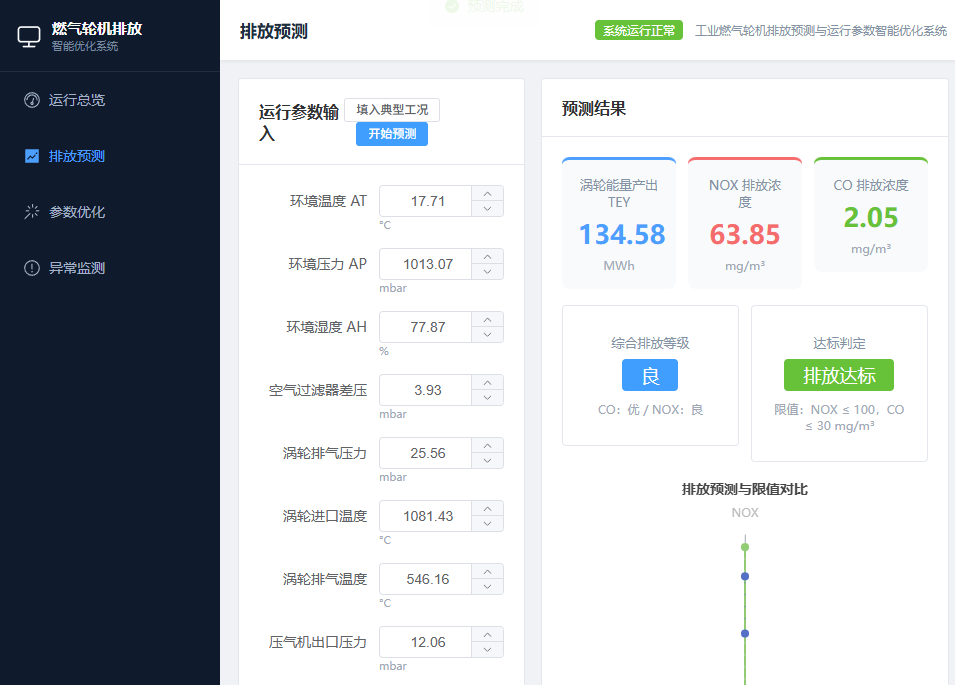 燃气轮机排放
智能优化系统
运行总览
排放预测
参数优化
异常监测
预测完成
排放预测
系统运行正常
工业燃气轮机排放预测与运行参数智能优化系统
运行参数输
入
填入典型工况
开始预测
环境温度 AT
17.71
°C
环境压力 AP
1013.07
mbar
环境湿度 AH
77.87
%
空气过滤器差压
3.93
mbar
涡轮排气压力
25.56
mbar
涡轮进口温度
1081.43
°C
涡轮排气温度
546.16
°C
压气机出口压力
12.06
mbar
预测结果
涡轮能量产出
TEY
134.58
MWh
NOX 排放浓
度
63.85
mg/m³
CO 排放浓度
2.05
mg/m³
综合排放等级
良
CO：优 / NOX：良
达标判定
排放达标
限值：NOX ≤ 100，CO
≤ 30 mg/m³
排放预测与限值对比
NOX